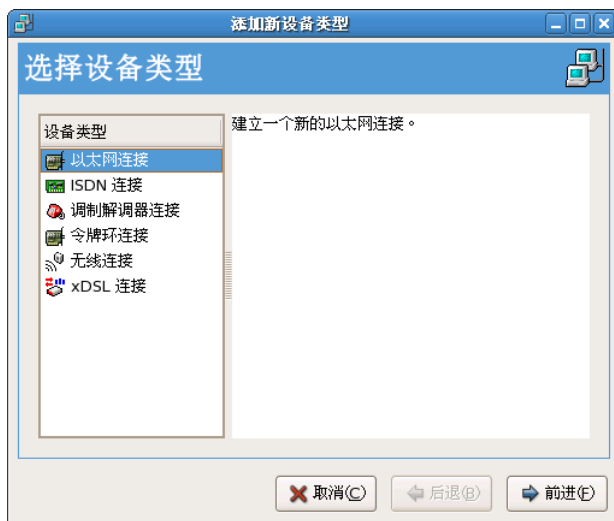 添加新设备类型
选择设备类型
设备类型
以太网连接
ISDN 连接
调制解调器连接
令牌环连接
无线连接
xDSL 连接
建立一个新的以太网连接。
取消(C)
后退(B)
前进(F)